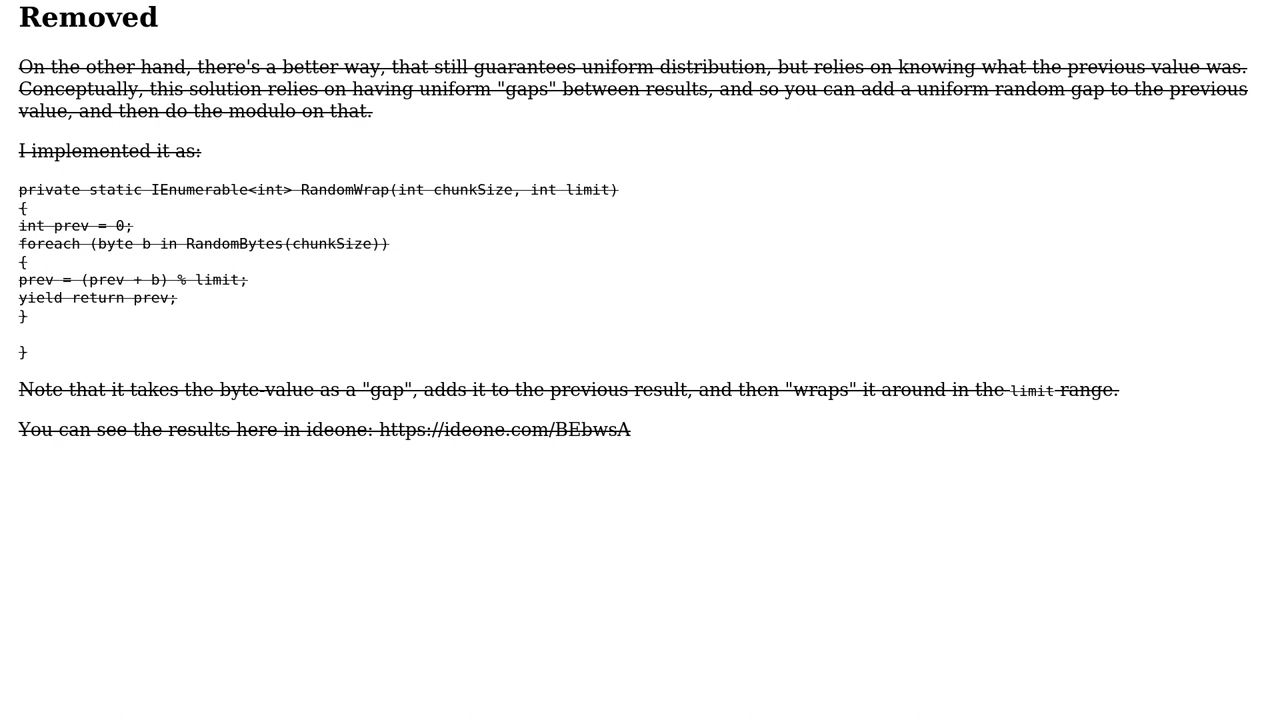 Removed
On the other hand, there's a better way, that still guarantees uniform distribution, but relies on knowing what the previous value was.
Conceptually, this solution relies on having uniform "gaps" between results, and so you can add a uniform random gap to the previous
value, and then do the modulo on that.
I implemented it as:
private static IEnumerable<int> RandomWrap(int chunkSize, int limit)
{
int prev = 0;
foreach (byte b in RandomBytes(chunkSize))
{
prev = (prev + b) % limit;
yield return prev;
}
}
Note that it takes the byte-value as a "gap", adds it to the previous result, and then "wraps" it around in the limit range.
You can see the results here in ideone: https://ideone.com/BEbwsA